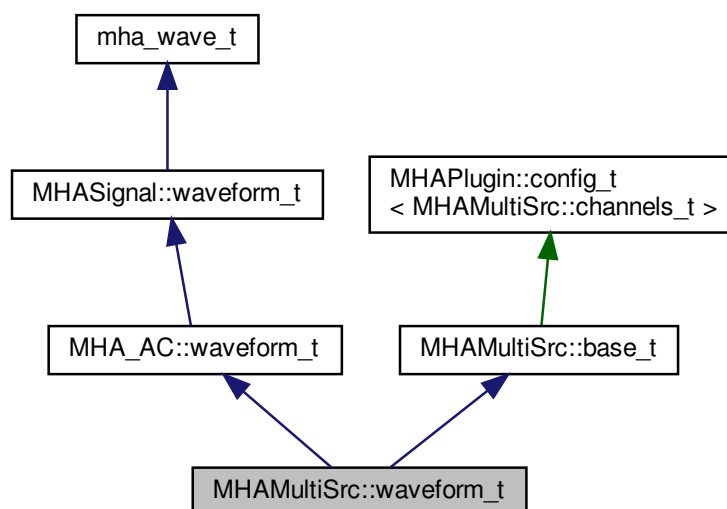 mha_wave_t
MHASignal::waveform_t
MHAPlugin::config_t
< MHAMultiSrc::channels_t >
MHA_AC::waveform_t
MHAMultiSrc::base_t
MHAMultiSrc::waveform_t